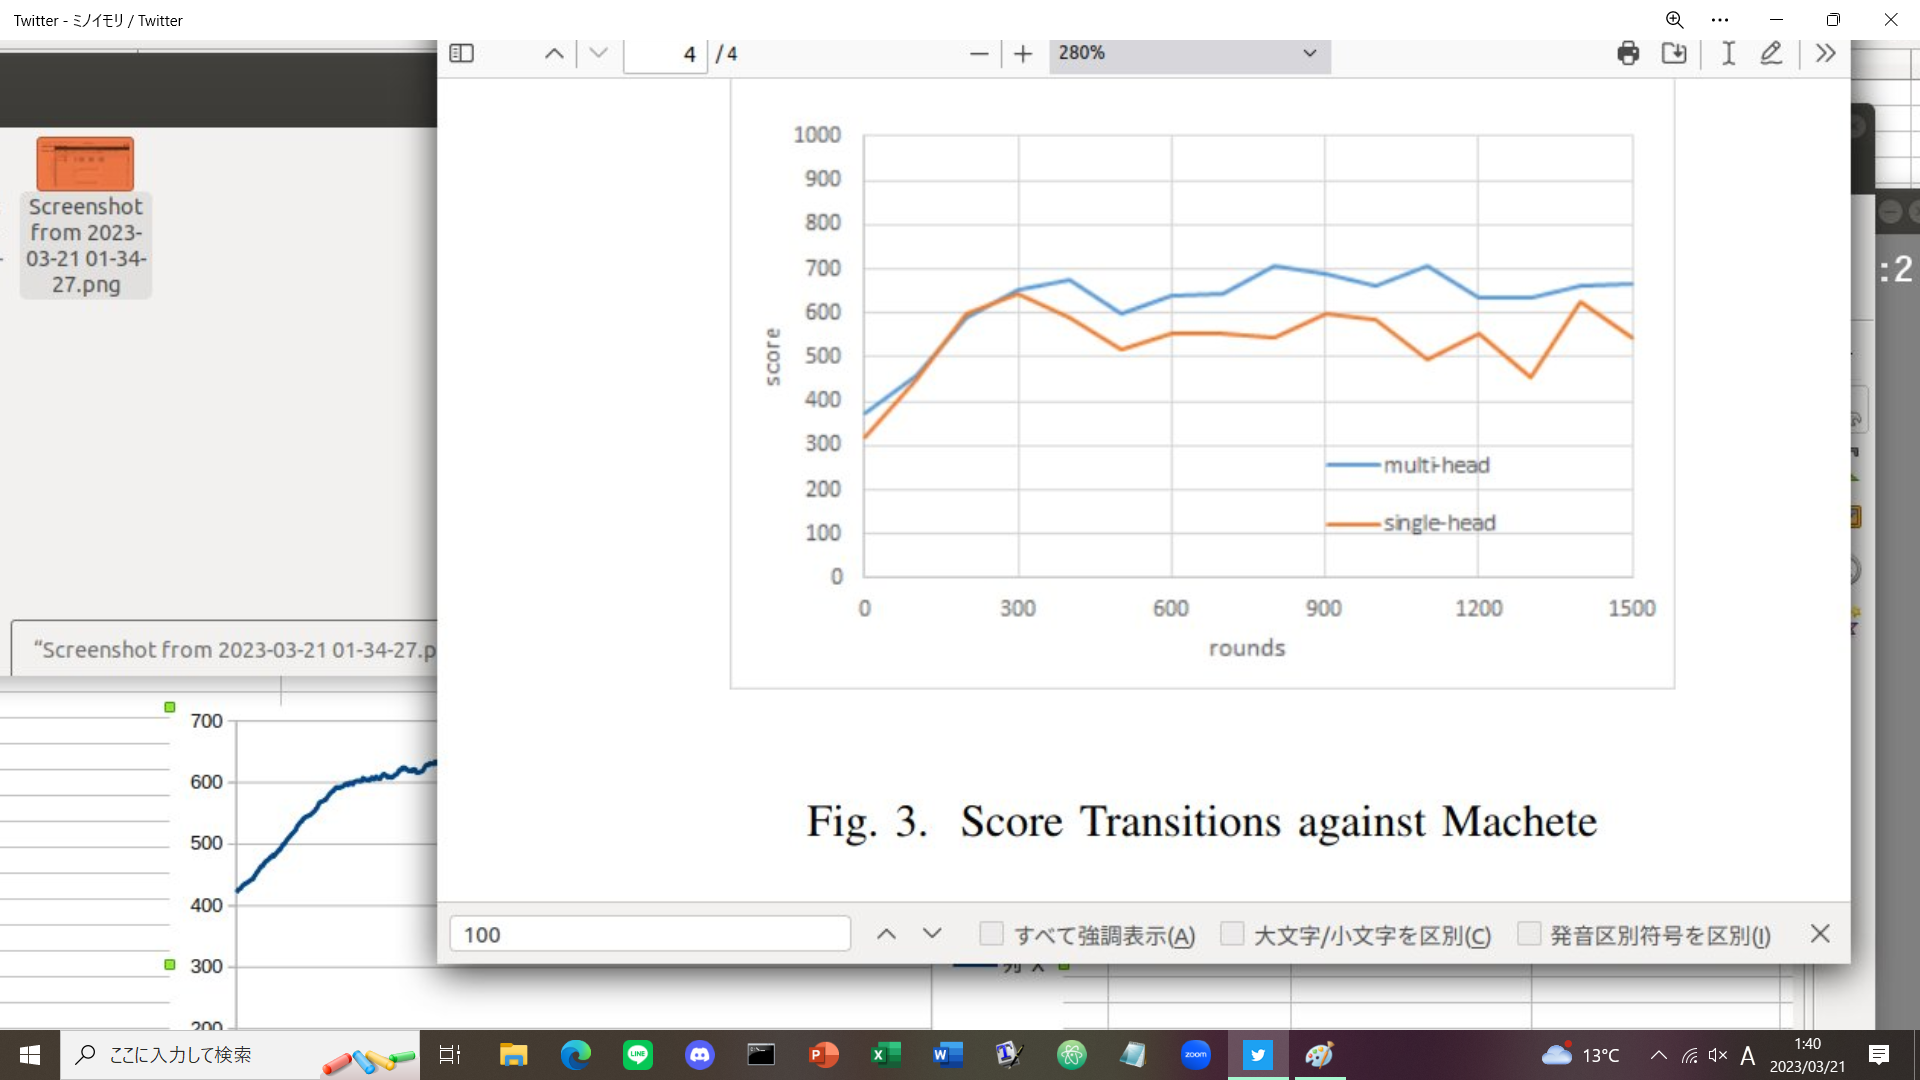 Twitter - ミノイモリ / Twitter
4 / 4
280%
Screenshot
from 2023-
03-21 01-34-
27.png
:2
1000
900
800
700
600
500
400
300
200
100
0
score
multi-head
single-head
0 300 600 900 1200 1500
rounds
"Screenshot from 2023-03-21 01-34-27.p
700
600
500
400
300
200
Fig. 3. Score Transitions against Machete
100
すべて強調表示(A) 大文字/小文字を区別(C) 発音区別符号を区別(I)
列 X
ここに入力して検索
LINE
zoom
13°C
A
1:40
2023/03/21